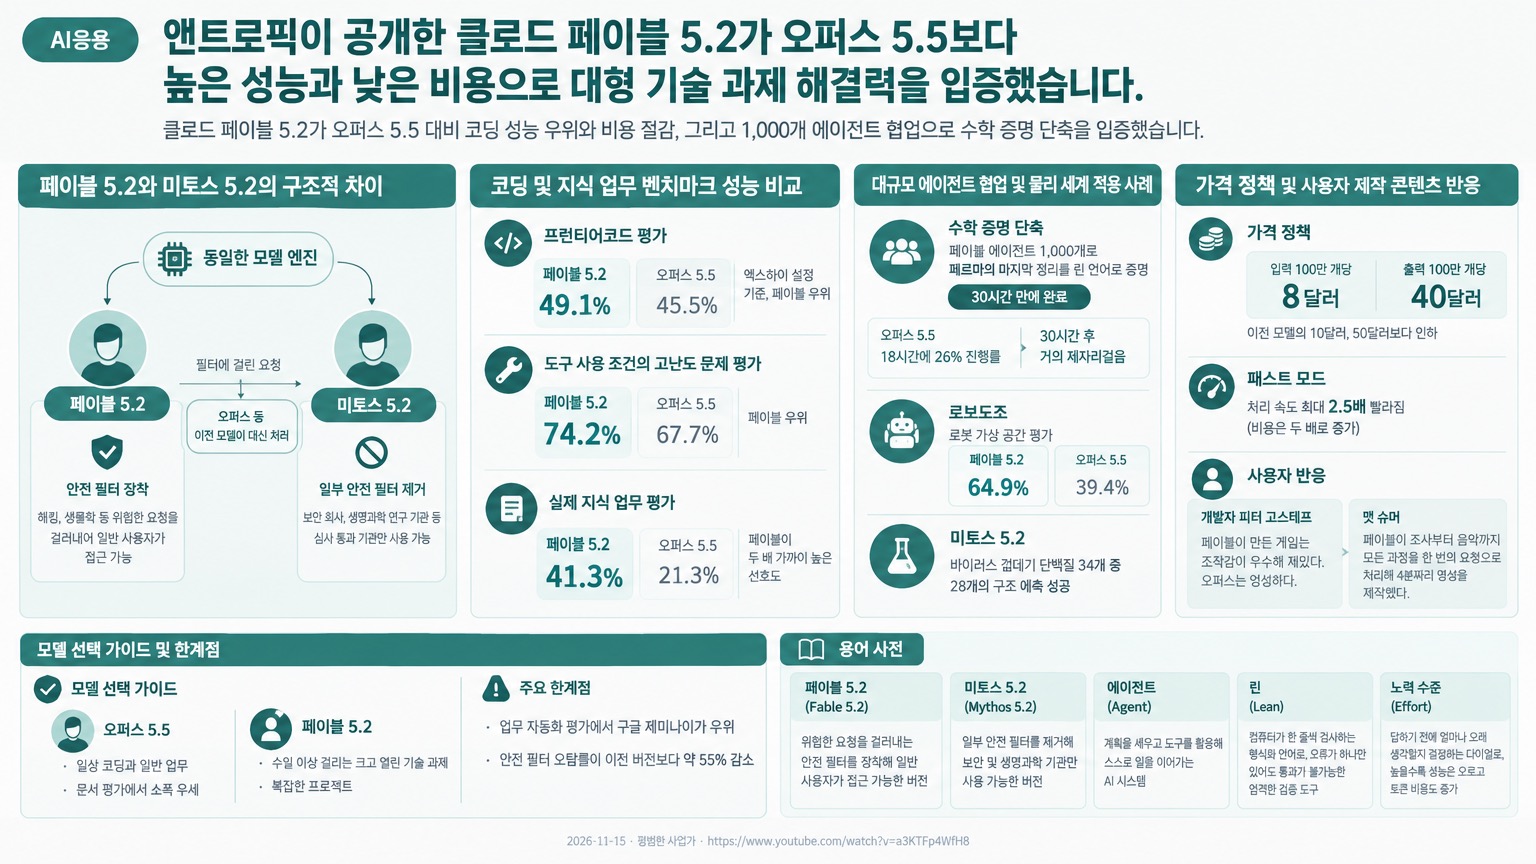 AI응용
앤트로픽이 공개한 클로드 페이블 5.2가 오퍼스 5.5보다
높은 성능과 낮은 비용으로 대형 기술 과제 해결력을 입증했습니다.
클로드 페이블 5.2가 오퍼스 5.5 대비 코딩 성능 우위와 비용 절감, 그리고 1,000개 에이전트 협업으로 수학 증명 단축을 입증했습니다.
페이블 5.2와 미토스 5.2의 구조적 차이
동일한 모델 엔진
필터에 걸린 요청
페이블 5.2
오퍼스 등
이전 모델이 대신 처리
미토스 5.2
안전 필터 장착
해킹, 생물학 등 위험한 요청을
걸러내어 일반 사용자가
접근 가능
일부 안전 필터 제거
보안 회사, 생명과학 연구 기관 등
심사 통과 기관만 사용 가능
코딩 및 지식 업무 벤치마크 성능 비교
프런티어코드 평가
페이블 5.2
49.1%
오퍼스 5.5
45.5%
엑스하이 설정
기준, 페이블 우위
도구 사용 조건의 고난도 문제 평가
페이블 5.2
74.2%
오퍼스 5.5
67.7%
페이블 우위
실제 지식 업무 평가
페이블 5.2
41.3%
오퍼스 5.5
21.3%
페이블이
두 배 가까이 높은
선호도
대규모 에이전트 협업 및 물리 세계 적용 사례
수학 증명 단축
페이블 에이전트 1,000개로
페르마의 마지막 정리를 린 언어로 증명
30시간 만에 완료
오퍼스 5.5
18시간에 26% 진행률
30시간 후
거의 제자리걸음
로보도조
로봇 가상 공간 평가
페이블 5.2
64.9%
오퍼스 5.5
39.4%
미토스 5.2
바이러스 껍데기 단백질 34개 중
28개의 구조 예측 성공
가격 정책 및 사용자 제작 콘텐츠 반응
가격 정책
입력 100만 개당
8 달러
출력 100만 개당
40달러
이전 모델의 10달러, 50달러보다 인하
패스트 모드
처리 속도 최대 2.5배 빨라짐
(비용은 두 배로 증가)
사용자 반응
개발자 피터 고스테프
페이블이 만든 게임는
조작감이 우수해 재밌다.
오퍼스는 엉성하다.
맷 슈머
페이블이 조사부터 음악까지
모든 과정을 한 번의 요청으로
처리해 4분짜리 영성을
제작했다.
모델 선택 가이드 및 한계점
모델 선택 가이드
오퍼스 5.5
· 일상 코딩과 일반 업무
· 문서 평가에서 소폭 우세
페이블 5.2
· 수일 이상 걸리는 크고 열린 기술 과제
· 복잡한 프로젝트
주요 한계점
· 업무 자동화 평가에서 구글 제미나이가 우위
· 안전 필터 오탐률이 이전 버전보다 약 55% 감소
용어 사전
페이블 5.2
(Fable 5.2)
위험한 요청을 걸러내는
안전 필터를 장착해 일반
사용자가 접근 가능한 버전
미토스 5.2
(Mythos 5.2)
일부 안전 필터를 제거해
보안 및 생명과학 기관만
사용 가능한 버전
에이전트
(Agent)
계획을 세우고 도구를 활용해
스스로 일을 이어가는
AI 시스템
린
(Lean)
컴퓨터가 한 줄씩 검사하는
형식화 언어로, 오류가 하나만
있어도 통과가 불가능한
엄격한 검증 도구
노력 수준
(Effort)
답하기 전에 얼마나 오래
생각할지 결정하는 다이얼로,
높을수록 성능은 오르고
토큰 비용도 증가
2026-11-15 · 평범한 사업가 · https://www.youtube.com/watch?v=a3KTFp4WfH8